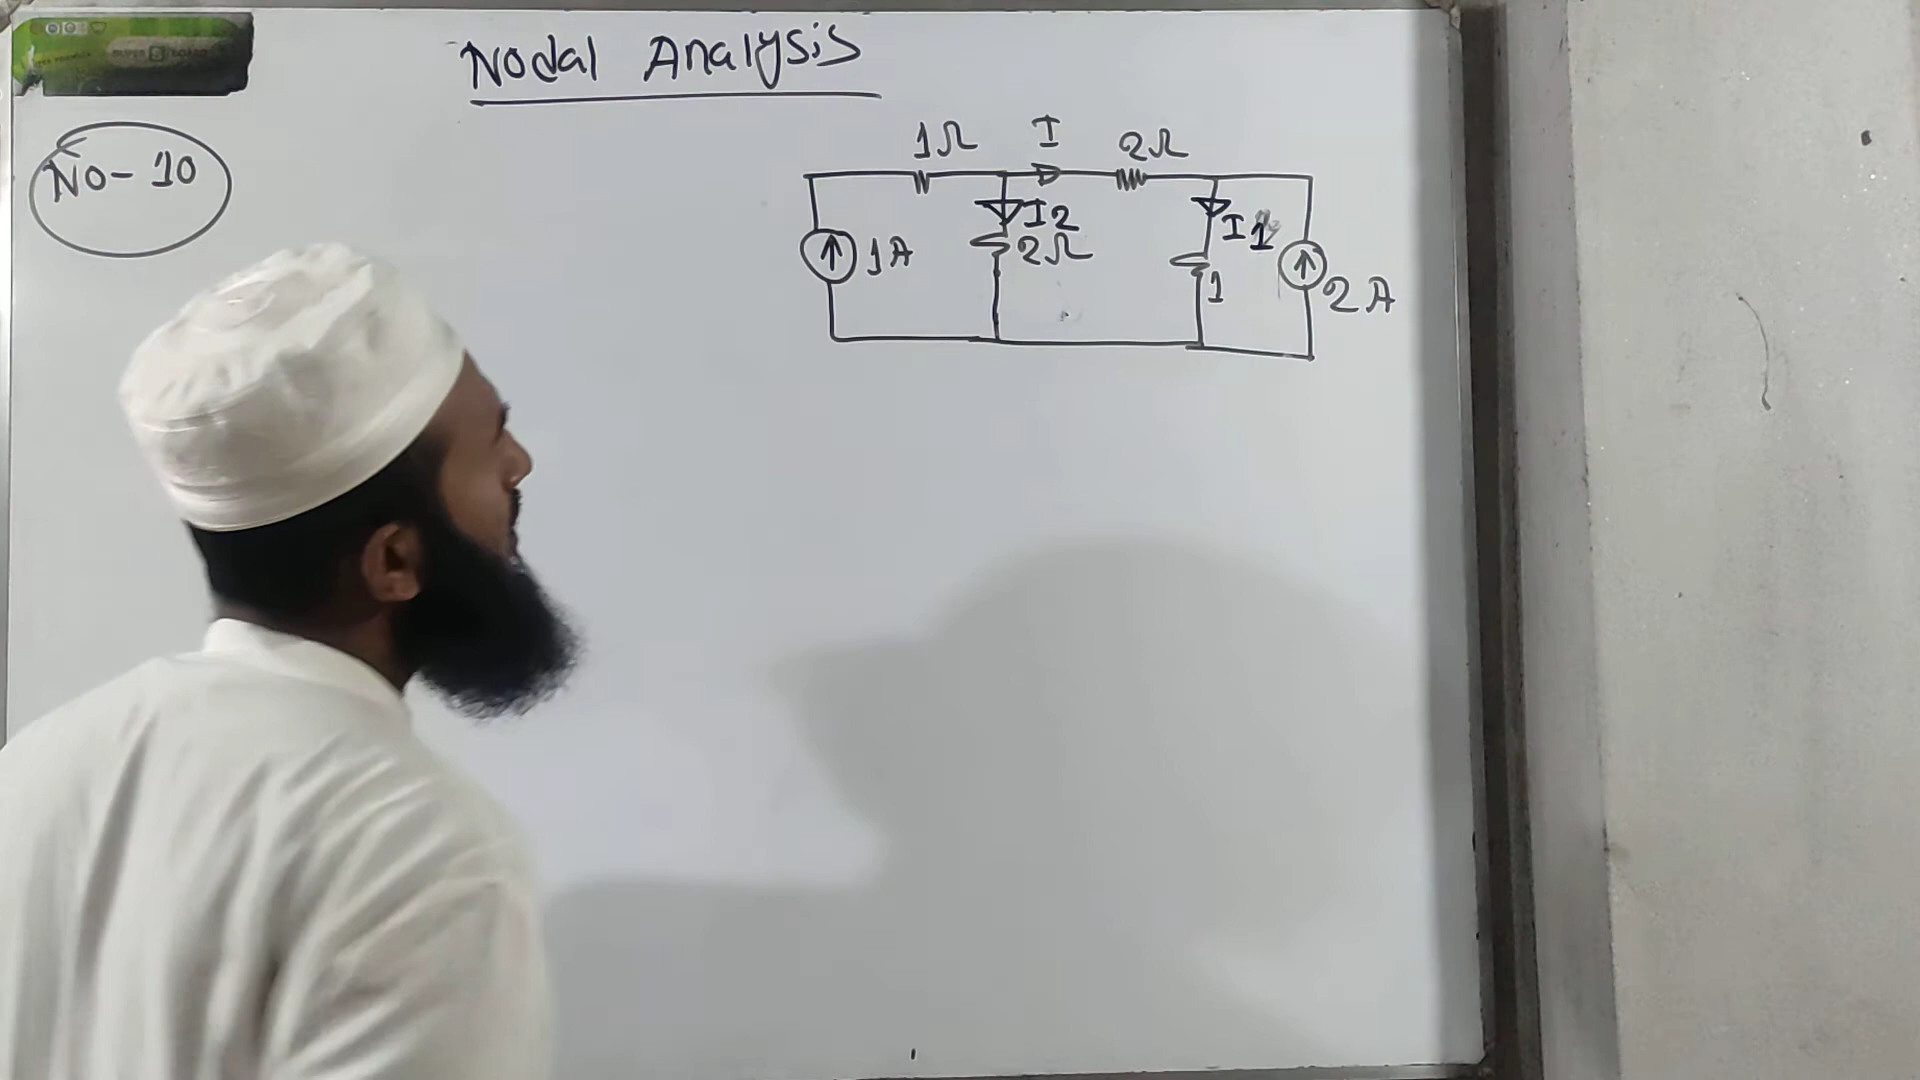 Nodal Analysis
No- 10
1Ω I 2Ω
I2 I1
1A 2Ω
1 2A